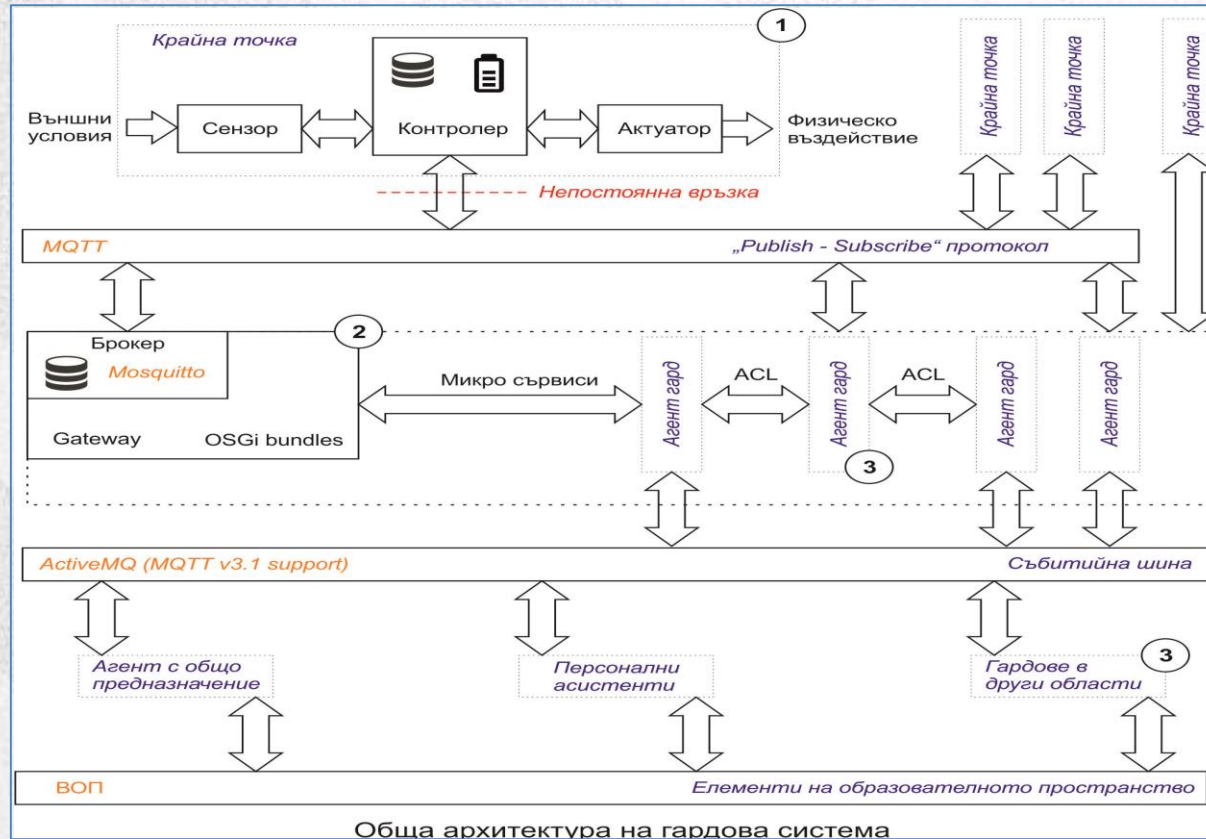 Крайна точка
1
Външни
условия
Сензор
Контролер
Актуатор
Физическо
въздействие
Крайна точка
Крайна точка
Крайна точка
Непостоянна връзка
MQTT
„Publish - Subscribe“ протокол
Брокер
Mosquitto
2
Gateway
OSGi bundles
Микро сървиси
Агент гард
ACL
Агент гард
3
ACL
Агент гард
Агент гард
ActiveMQ (MQTT v3.1 support)
Събитийна шина
Агент с общо
предназначение
Персонални
асистенти
Гардове в
други области
3
ВОП
Елементи на образователното пространство
Обща архитектура на гардова система